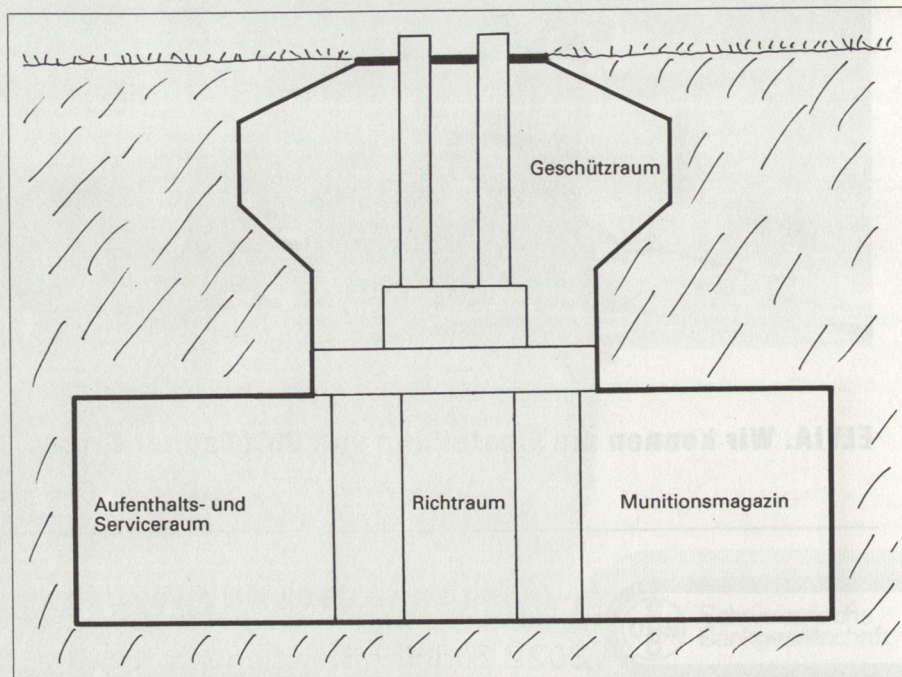 Geschützraum
Aufenthalts- und
Serviceraum
Richtraum
Munitionsmagazin